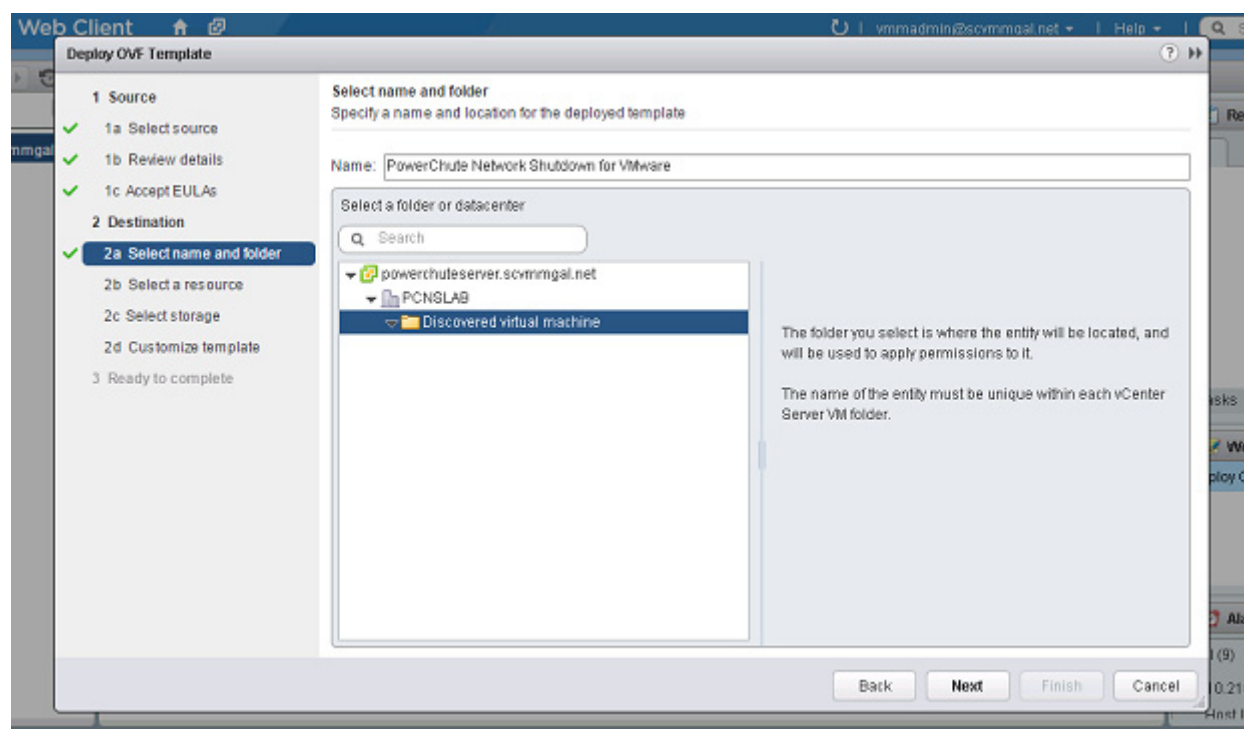 Web Client
vmmadmin@scvmmgal.net
Help
Deploy OVF Template
1 Source
1a Select source
1b Review details
1c Accept EULAs
2 Destination
2a Select name and folder
2b Select a resource
2c Select storage
2d Customize template
3 Ready to complete
Select name and folder
Specify a name and location for the deployed template
Name: PowerChute Network Shutdown for VMware
Select a folder or datacenter
Search
powerchuteserver.scvmmgal.net
PCNSLAB
Discovered virtual machine
The folder you select is where the entity will be located, and
will be used to apply permissions to it.
The name of the entity must be unique within each vCenter
Server VM folder.
Back
Next
Finish
Cancel